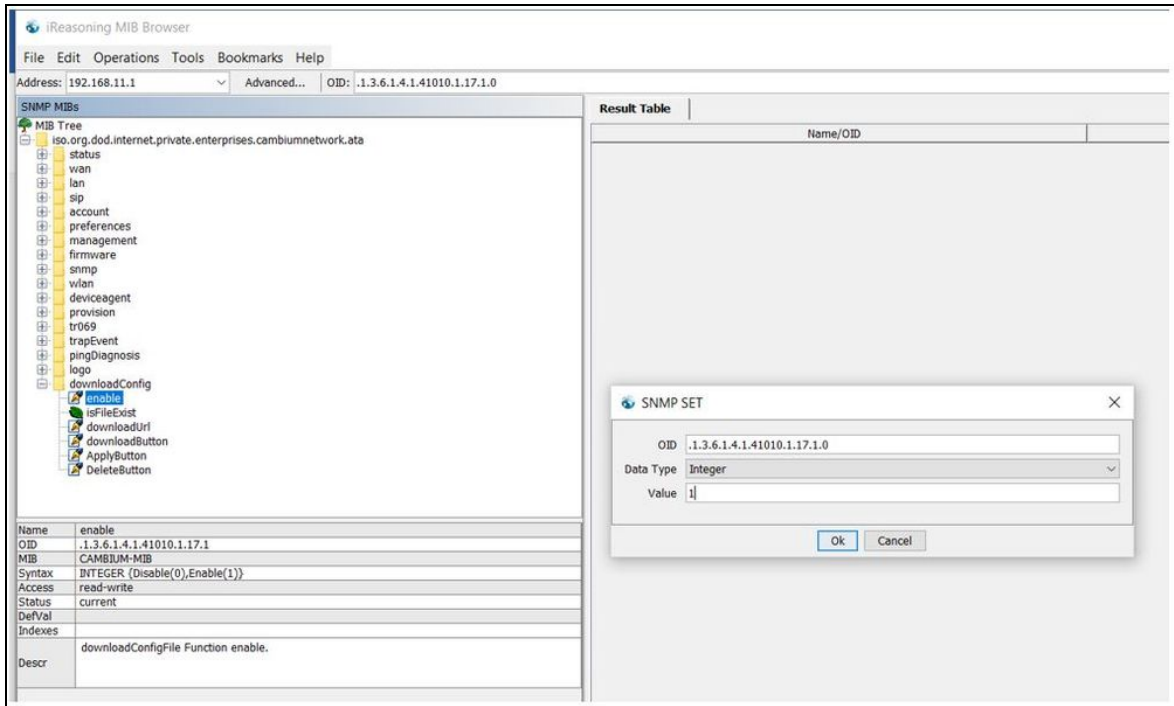 iReasoning MIB Browser
File Edit Operations Tools Bookmarks Help
Address: 192.168.11.1 Advanced... OID: .1.3.6.1.4.1.41010.1.17.1.0
SNMP MIBs
MIB Tree
iso.org.dod.internet.private.enterprises.cambiumnetwork.ata
status
wan
lan
sip
account
preferences
management
firmware
snmp
wlan
deviceagent
provision
tr069
trapEvent
pingDiagnosis
logo
downloadConfig
enable
isFileExist
downloadUrl
downloadButton
ApplyButton
DeleteButton
Name enable
OID .1.3.6.1.4.1.41010.1.17.1
MIB CAMBIUM-MIB
Syntax INTEGER {Disable(0),Enable(1)}
Access read-write
Status current
DefVal
Indexes
Descr downloadConfigFile Function enable.
Result Table
Name/OID
SNMP SET
OID .1.3.6.1.4.1.41010.1.17.1.0
Data Type Integer
Value 1
Ok Cancel